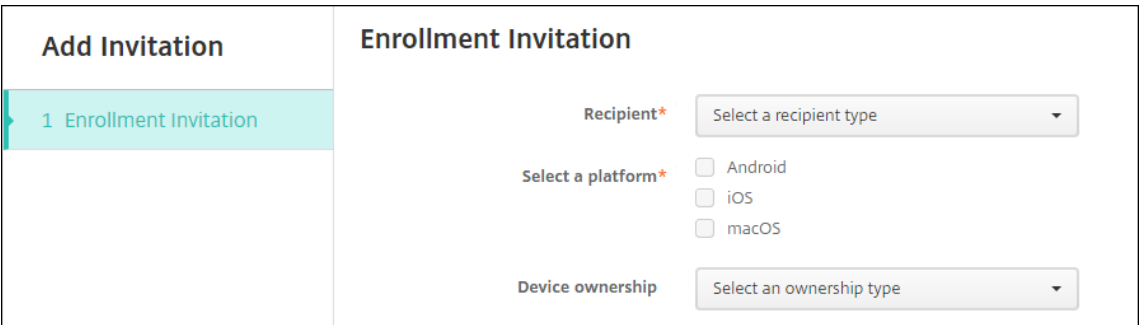 Add Invitation
1 Enrollment Invitation
Enrollment Invitation
Recipient* Select a recipient type
Select a platform* Android
iOS
macOS
Device ownership Select an ownership type